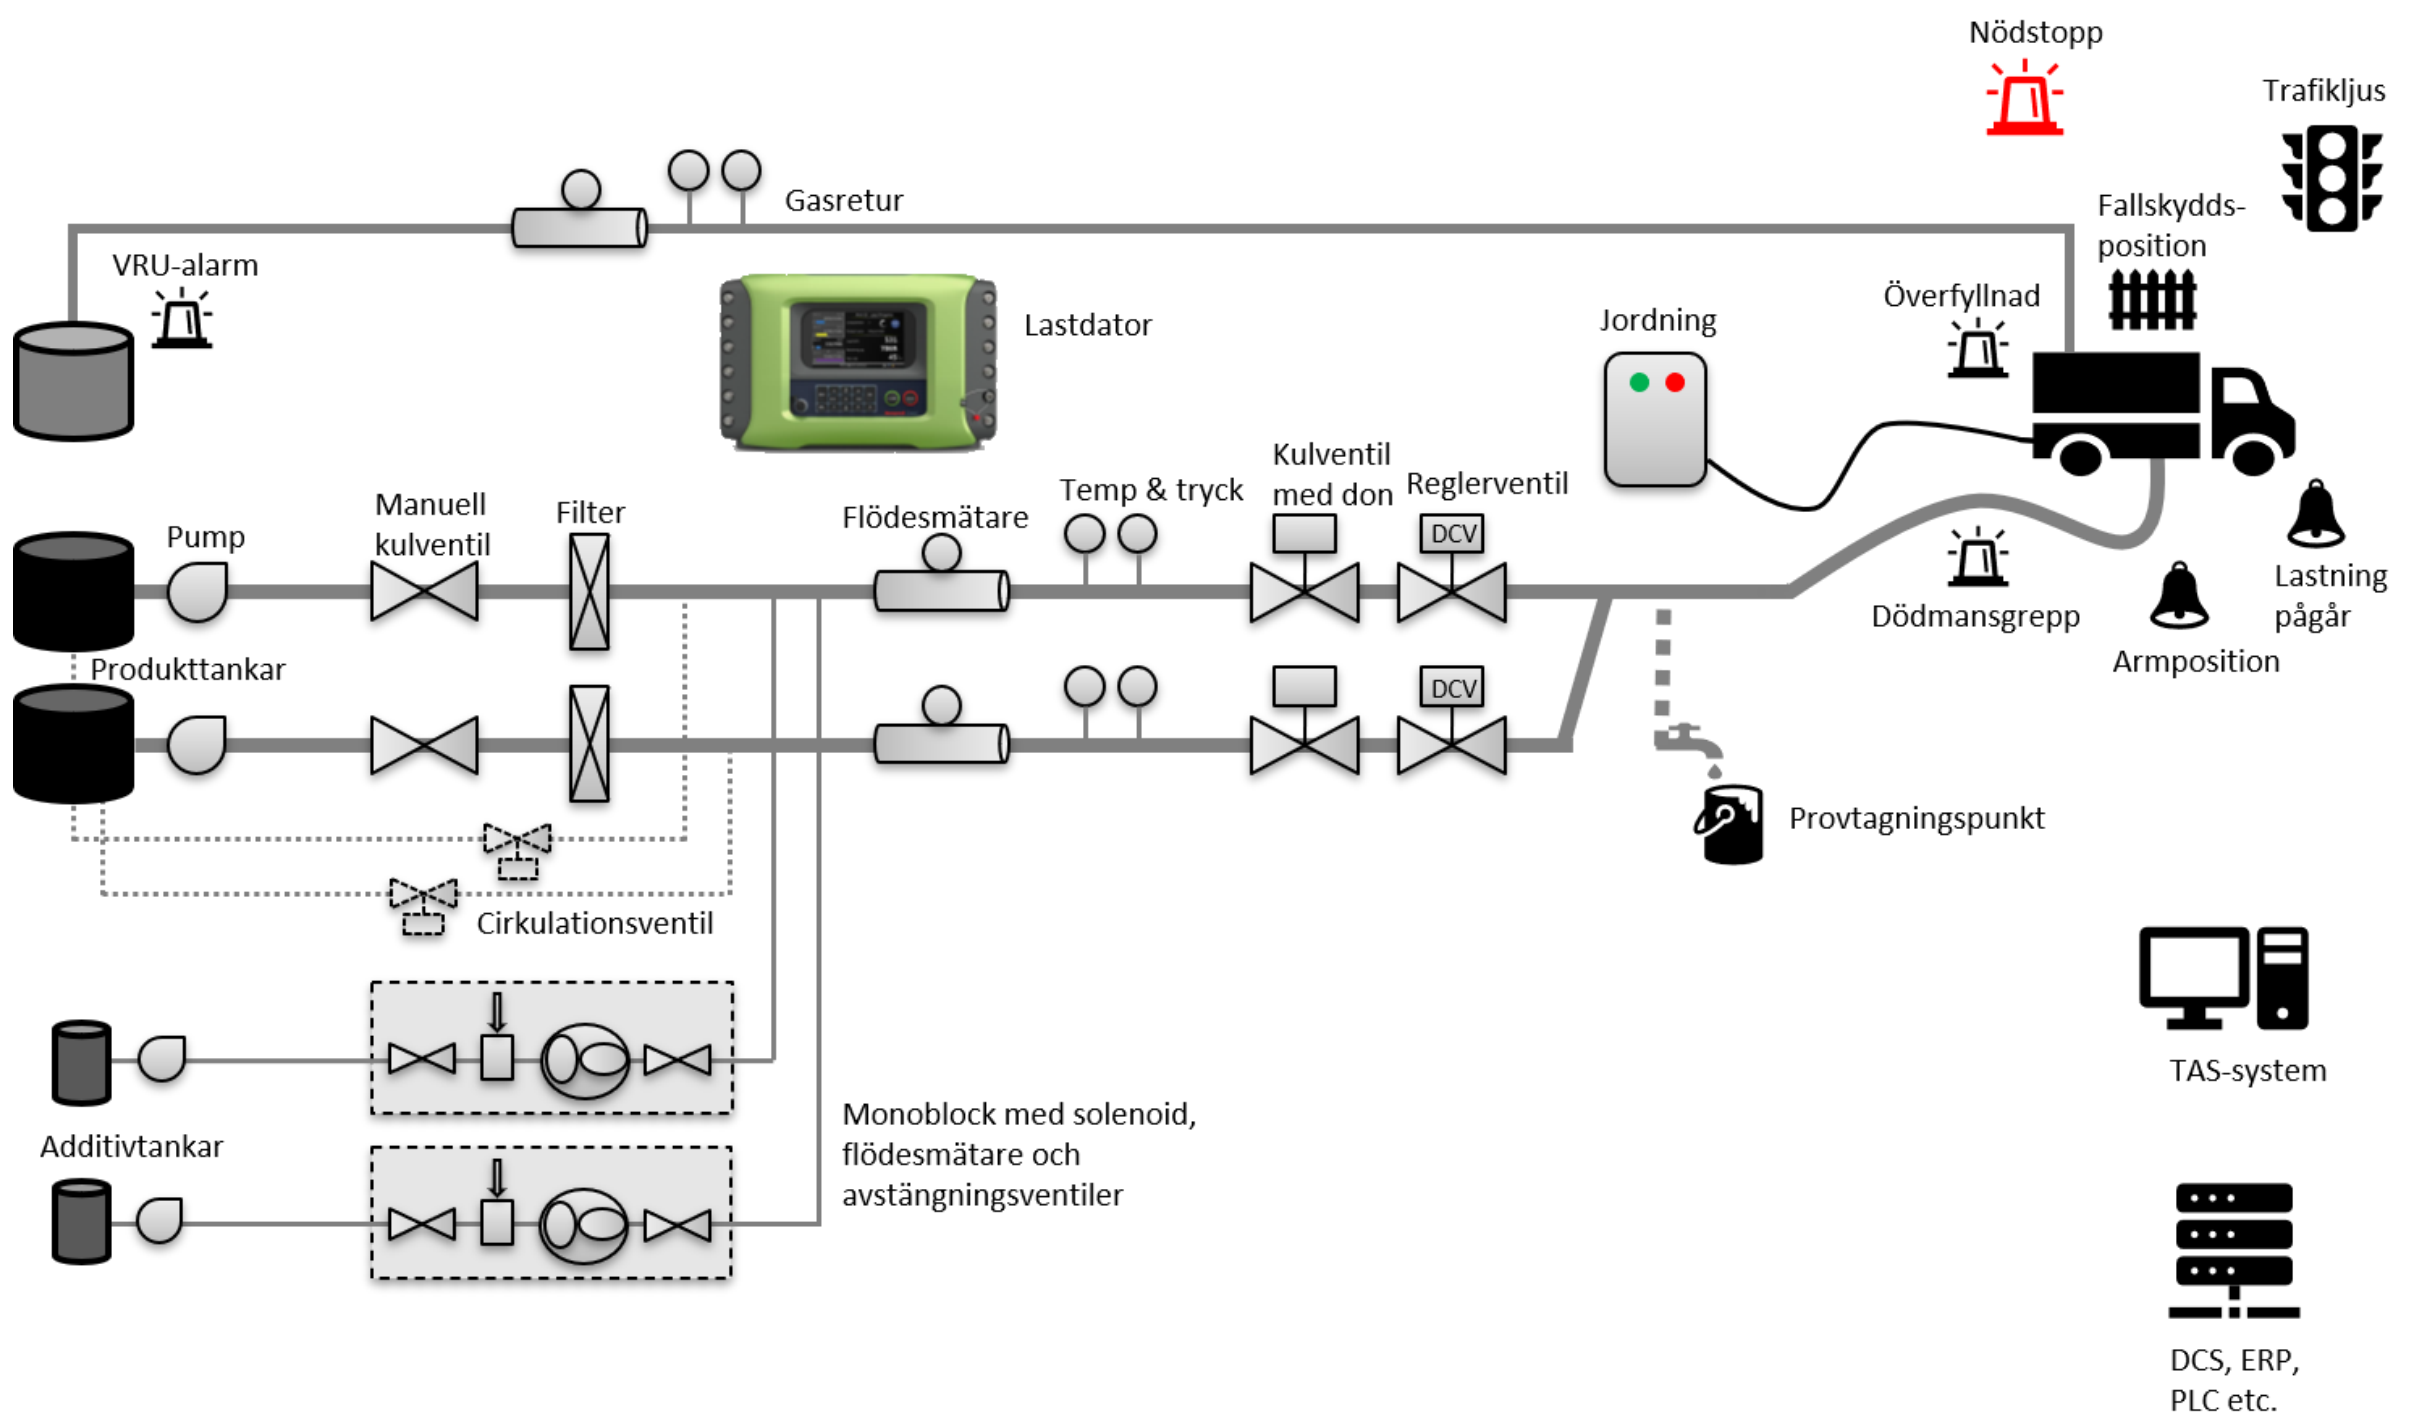 Nödstopp
Trafikljus
Gasretur
Fallskydds-
position
VRU-alarm
Överfyllnad
Jordning
Lastdator
Kulventil
med don
Reglerventil
Temp & tryck
Manuell
kulventil
Filter
Flödesmätare
Pump
DCV
Lastning
pågår
Dödmansgrepp
Armposition
Produkttankar
DCV
Provtagningspunkt
Cirkulationsventil
TAS-system
Monoblock med solenoid,
flödesmätare och
avstängningsventiler
Additivtankar
DCS, ERP,
PLC etc.